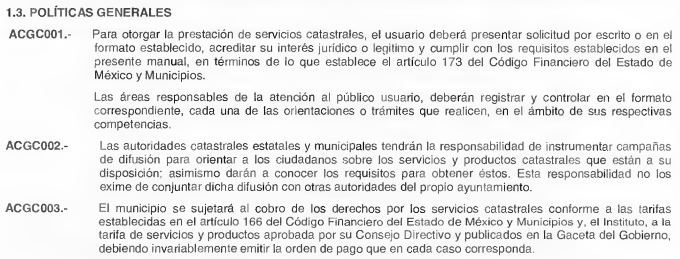 1.3. POLÍTICAS GENERALES
ACGC001.- Para otorgar la prestación de servicios catastrales, el usuario deberá presentar solicitud por escrito o en el
formato establecido, acreditar su interés jurídico o legítimo y cumplir con los requisitos establecidos en el
presente manual, en términos de lo que establece el artículo 173 del Código Financiero del Estado de
México y Municipios.
Las áreas responsables de la atención al público usuario, deberán registrar y controlar en el formato
correspondiente, cada una de las orientaciones o trámites que realicen, en el ámbito de sus respectivas
competencias.
ACGC002.- Las autoridades catastrales estatales y municipales tendrán la responsabilidad de instrumentar campañas
de difusión para orientar a los ciudadanos sobre los servicios y productos catastrales que están a su
disposición; asimismo darán a conocer los requisitos para obtener éstos. Esta responsabilidad no los
exime de conjuntar dicha difusión con otras autoridades del propio ayuntamiento.
ACGC003.- El municipio se sujetará al cobro de los derechos por los servicios catastrales conforme a las tarifas
establecidas en el artículo 166 del Código Financiero del Estado de México y Municipios y, el Instituto, a la
tarifa de servicios y productos aprobada por su Consejo Directivo y publicados en la Gaceta del Gobierno,
debiendo invariablemente emitir la orden de pago que en cada caso corresponda.